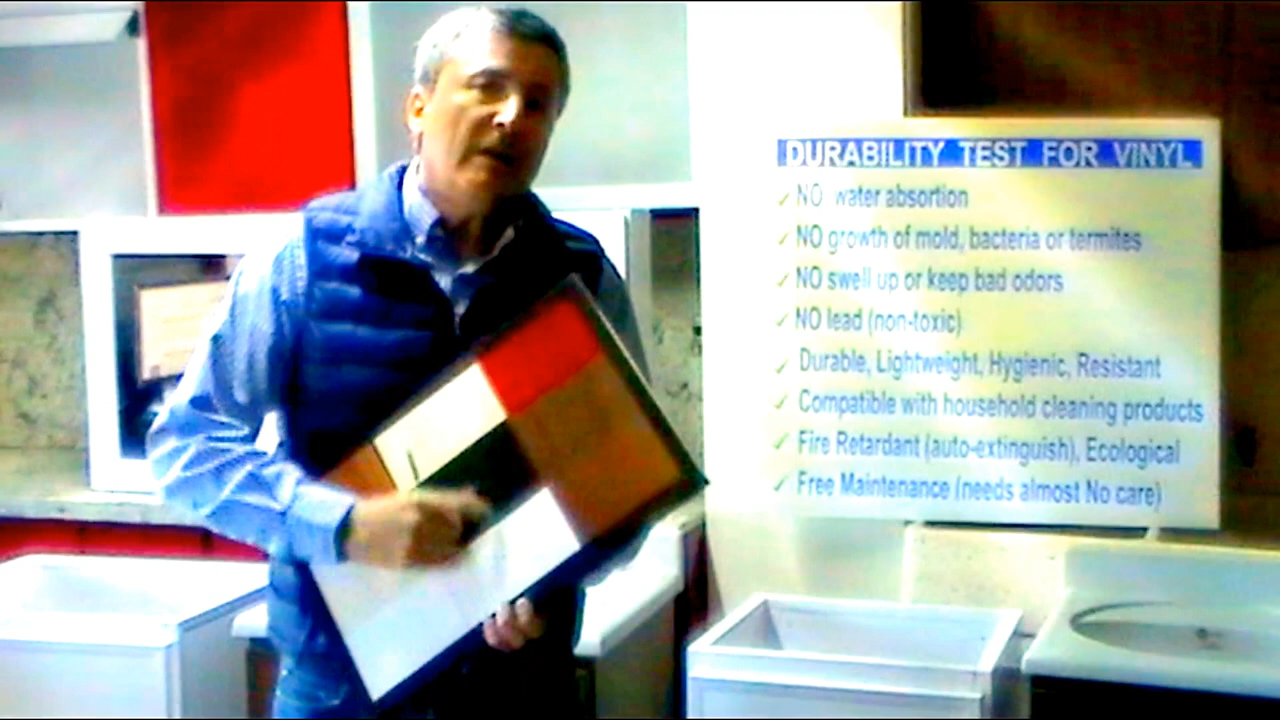 DURABILITY TEST FOR VINYL
NO water absortion
NO growth of mold, bacteria or termites
NO swell up or keep bad odors
NO lead (non-toxic)
Durable, Lightweight, Hygienic, Resistant
Compatible with household cleaning products
Fire Retardant (auto-extinguish), Ecological
Free Maintenance (needs almost No care)